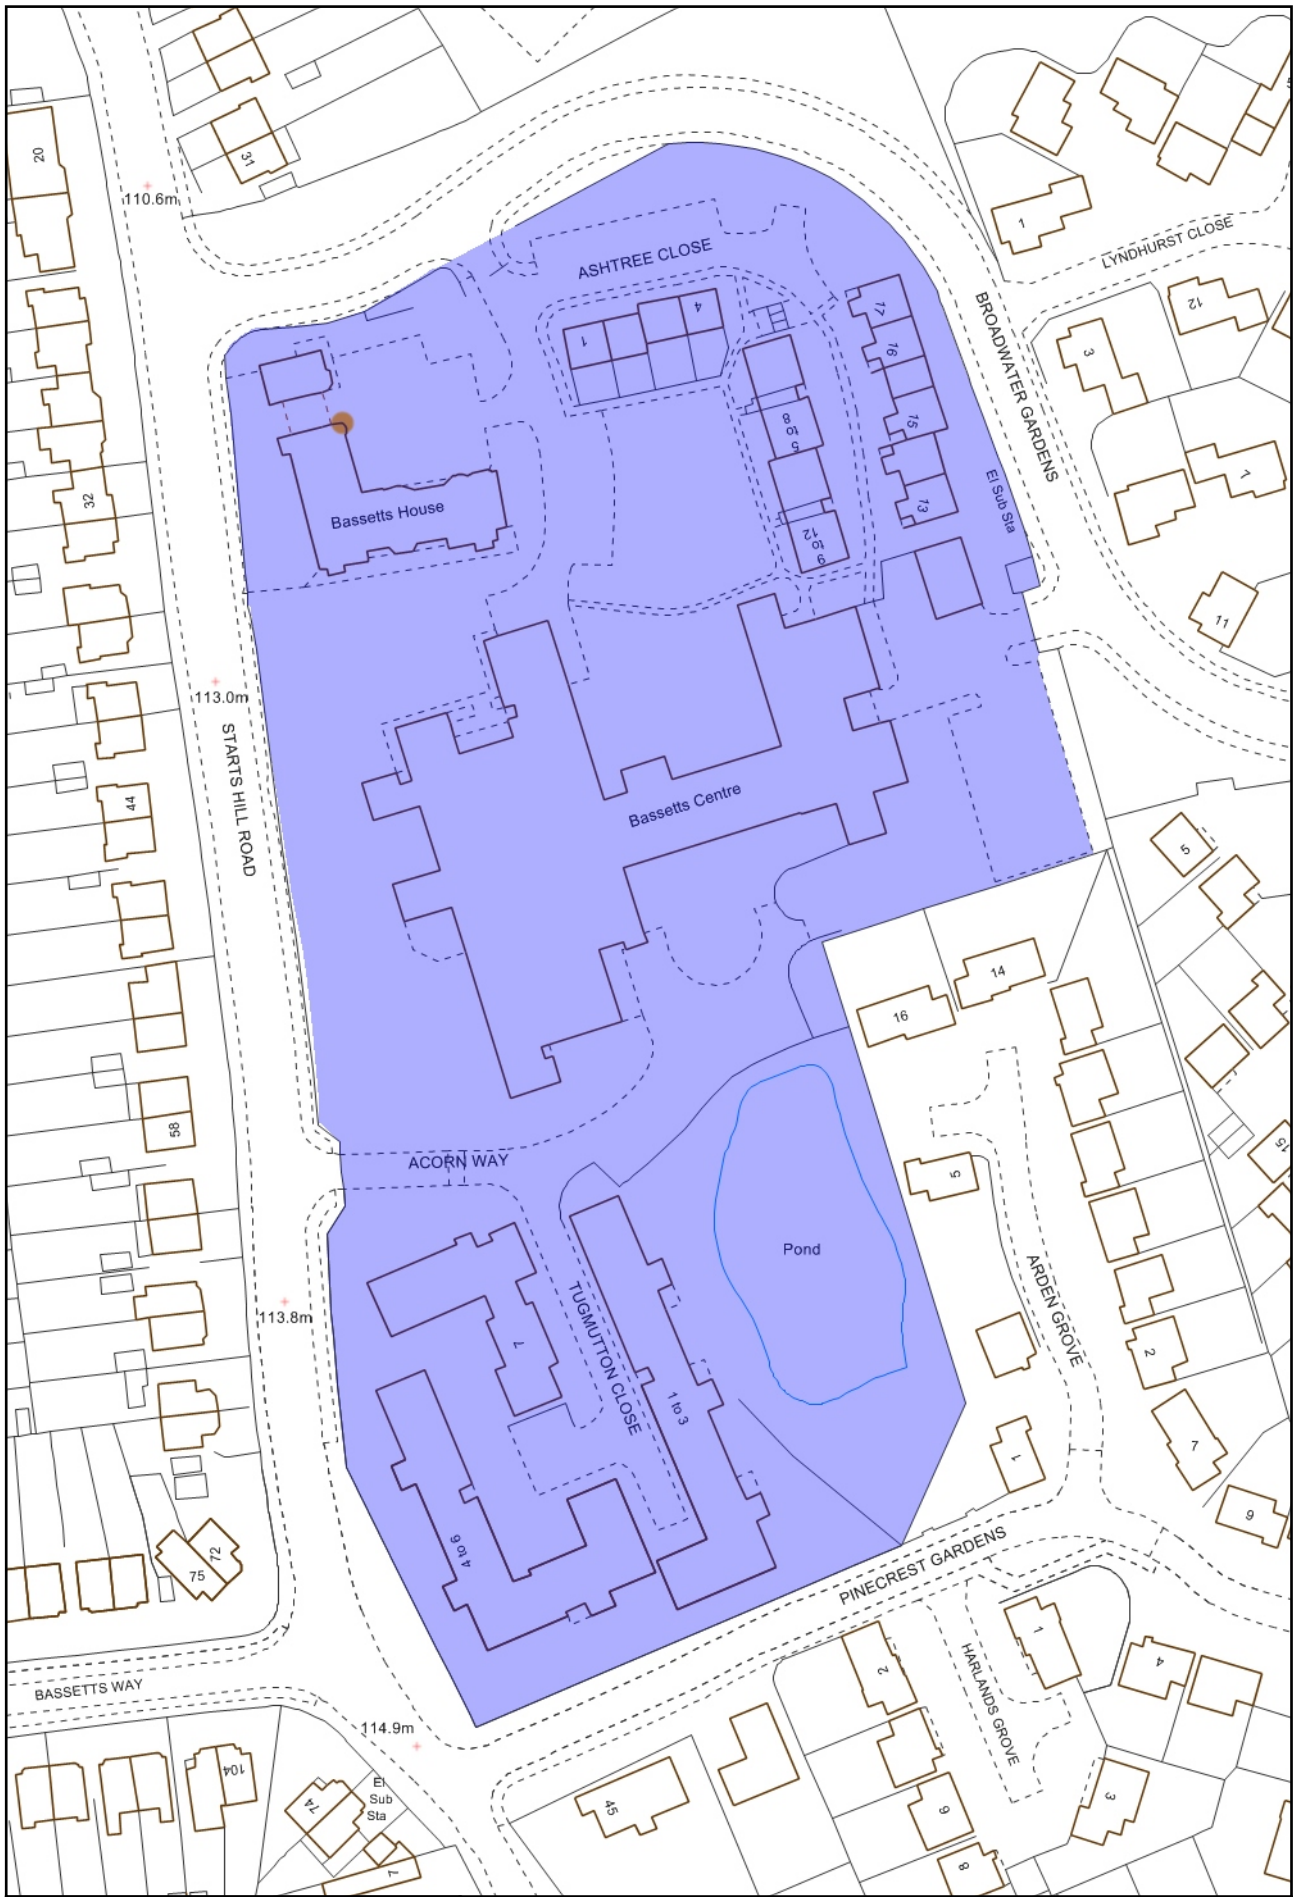 20
31
110.6m
1
LYNDHURST CLOSE
12
ASHTREE CLOSE
4
1
17
16
15
13
BROADWATER GARDENS
3
1
11
El Sub Sta
5 to 8
9 to 12
32
Bassetts House
113.0m
STARTS HILL ROAD
44
Bassetts Centre
5
14
16
58
ACORN WAY
5
15
Pond
ARDEN GROVE
113.8m
7
TUGMUTTON CLOSE
1 to 3
2
1
7
9
4 to 6
72
75
PINECREST GARDENS
BASSETTS WAY
HARLANDS GROVE
1
2
4
114.9m
104
74
El
Sub
Sta
7
45
6
3
8